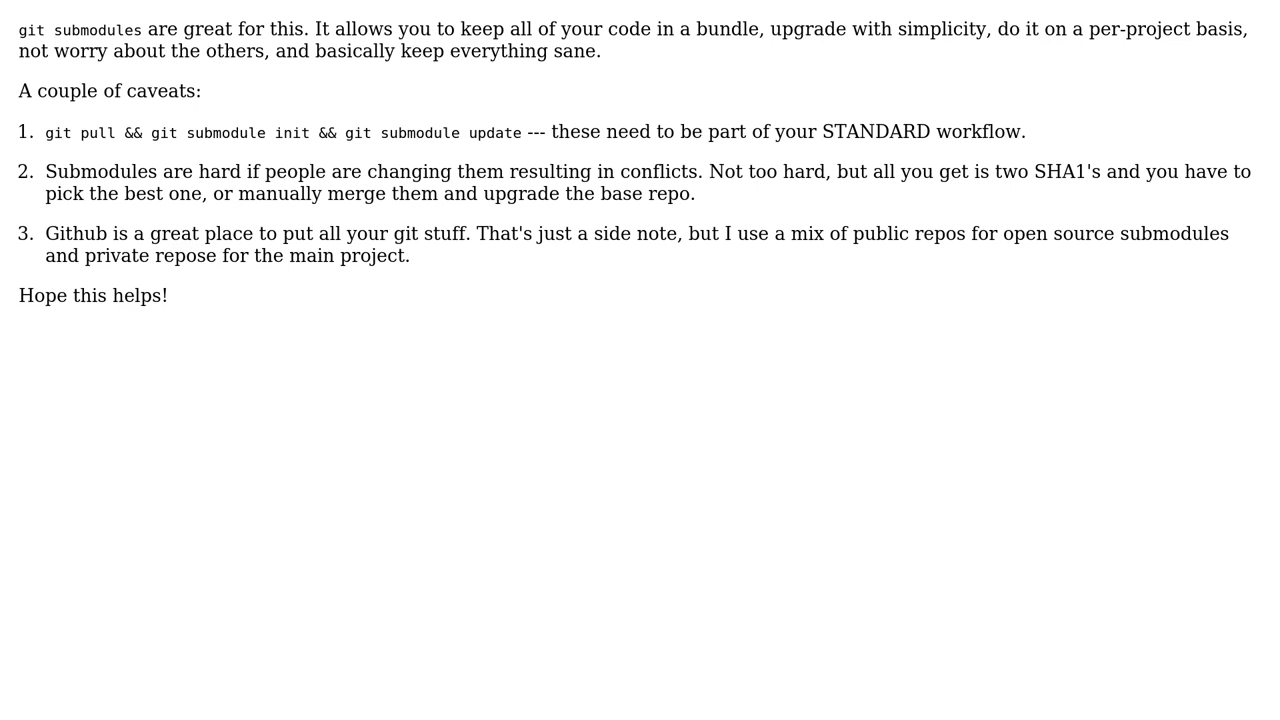 git submodules are great for this. It allows you to keep all of your code in a bundle, upgrade with simplicity, do it on a per-project basis,
not worry about the others, and basically keep everything sane.
A couple of caveats:
1. git pull && git submodule init && git submodule update --- these need to be part of your STANDARD workflow.
2. Submodules are hard if people are changing them resulting in conflicts. Not too hard, but all you get is two SHA1's and you have to
pick the best one, or manually merge them and upgrade the base repo.
3. Github is a great place to put all your git stuff. That's just a side note, but I use a mix of public repos for open source submodules
and private repose for the main project.
Hope this helps!